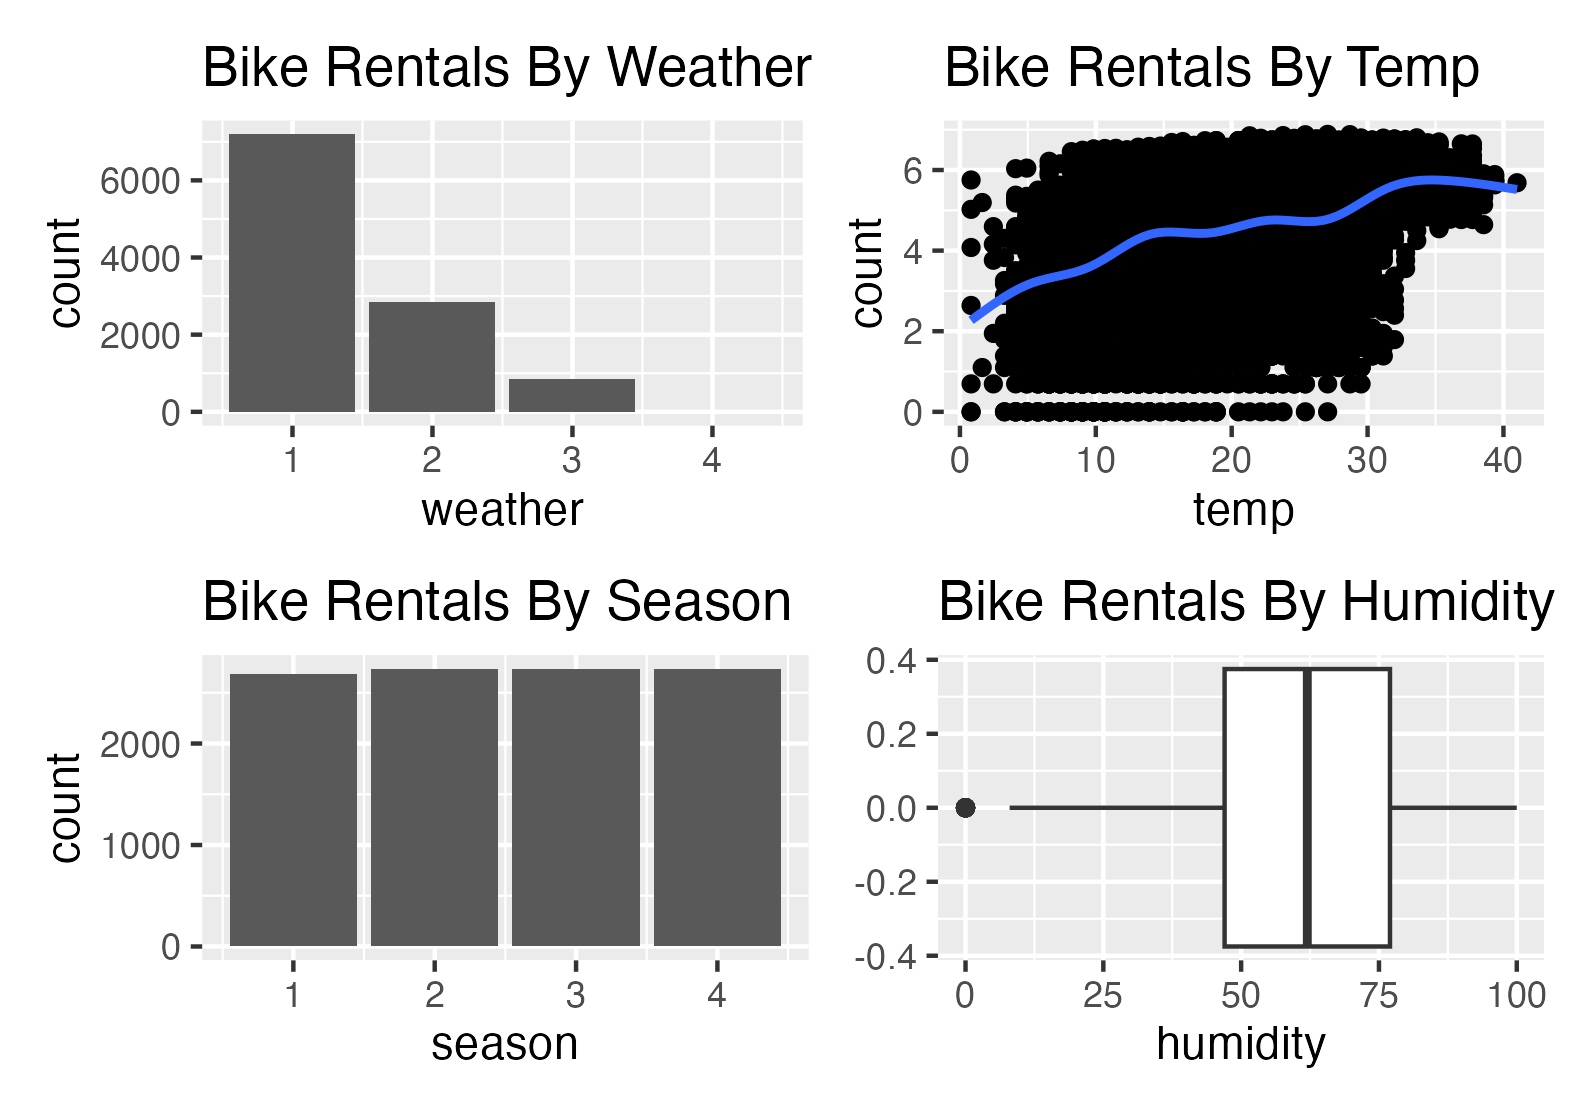 Bike Rentals By Weather
6000
4000
2000
0
count
1 2 3 4
weather
Bike Rentals By Temp
6
4
2
0
count
0 10 20 30 40
temp
Bike Rentals By Season
2000
1000
0
count
1 2 3 4
season
Bike Rentals By Humidity
0.4
0.2
0.0
-0.2
-0.4
0 25 50 75 100
humidity